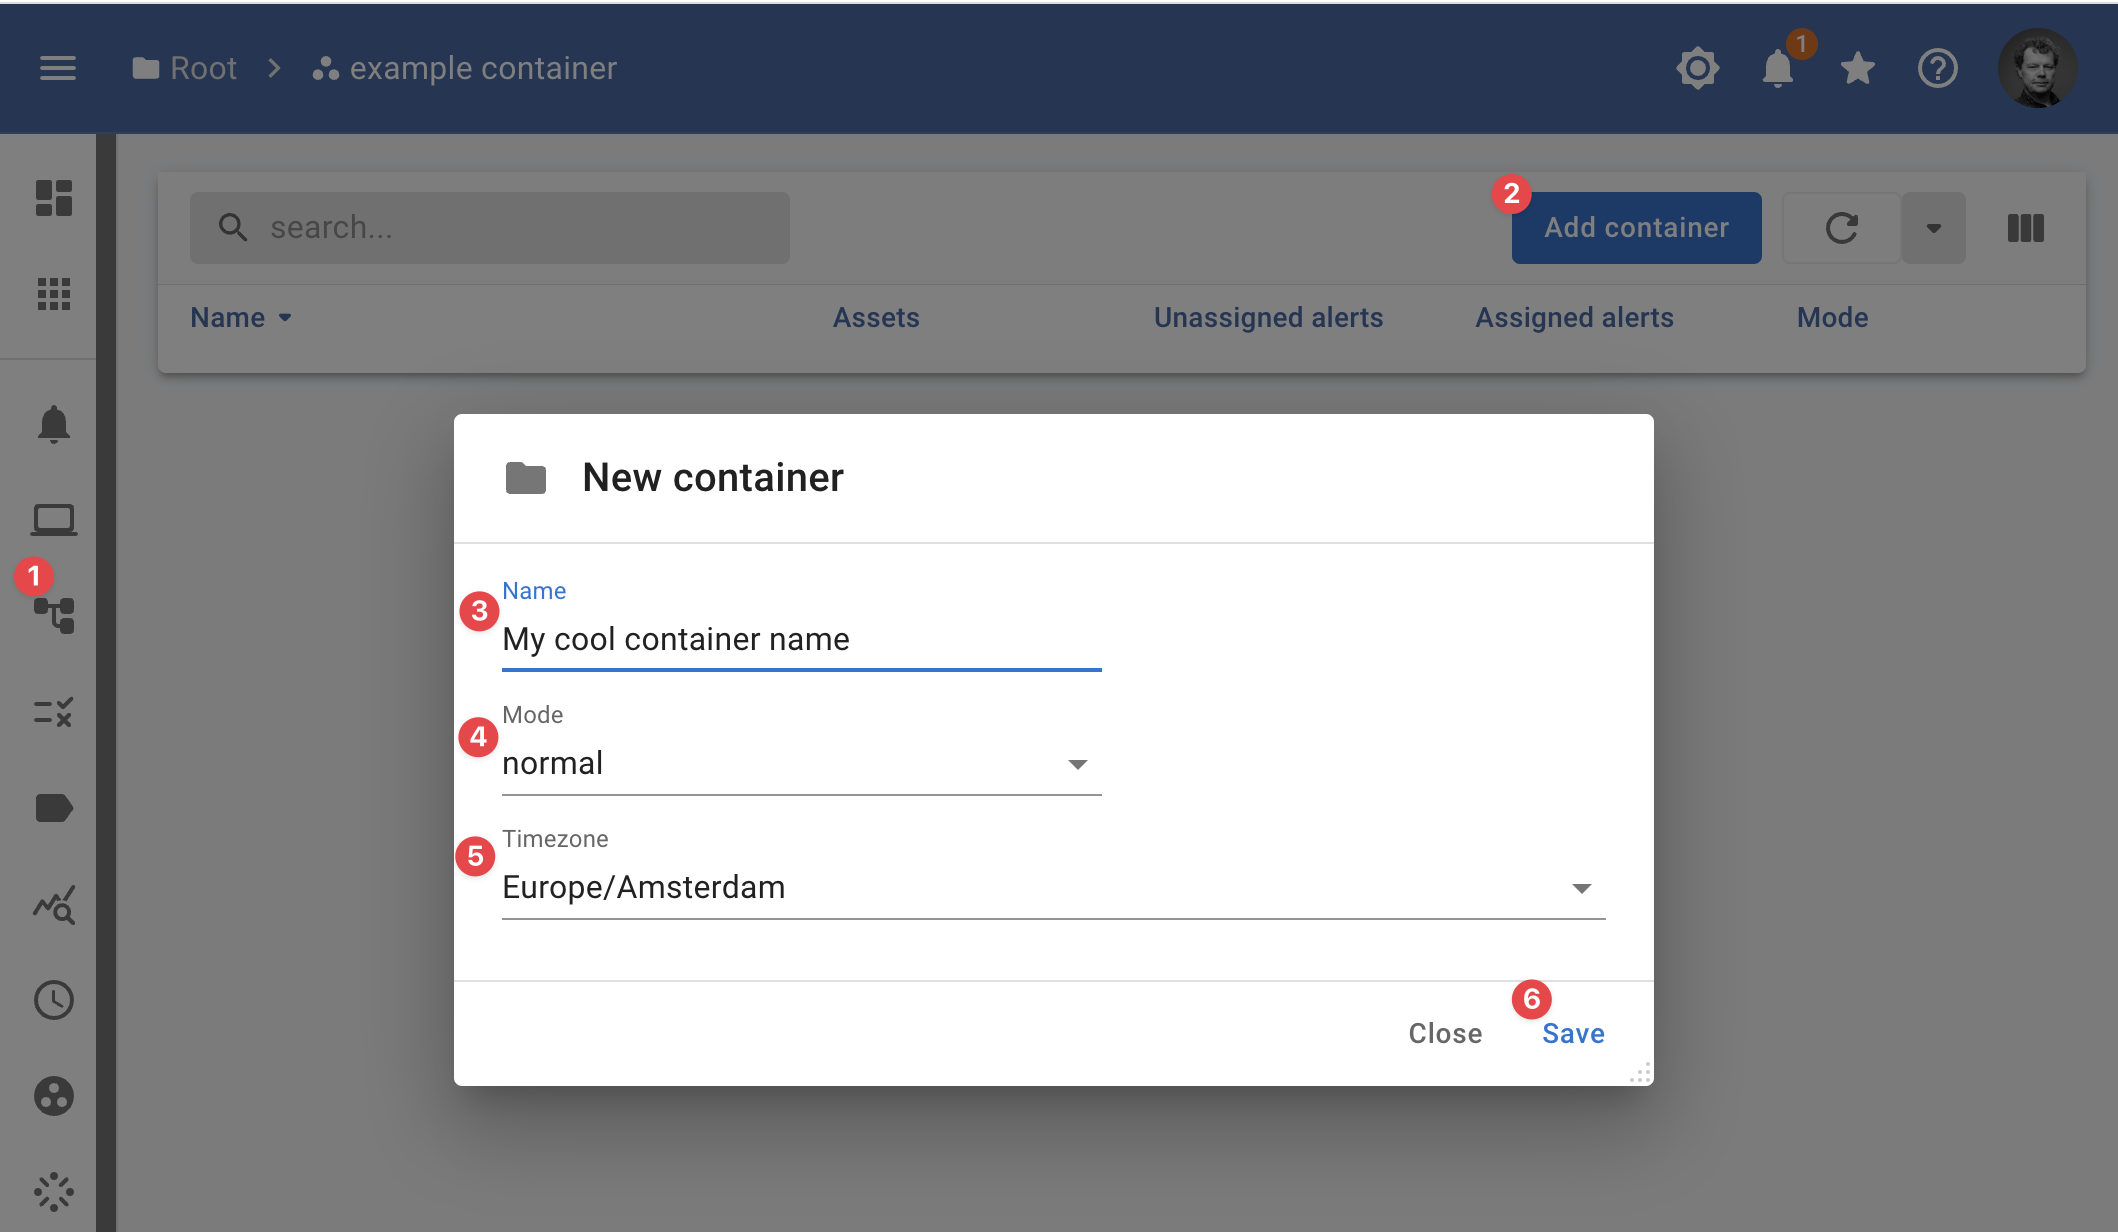 Root example container 1
search...
2 Add container
Name Assets Unassigned alerts Assigned alerts Mode
New container
1
Name
3
My cool container name
Mode
4
normal
Timezone
5
Europe/Amsterdam
6
Close Save